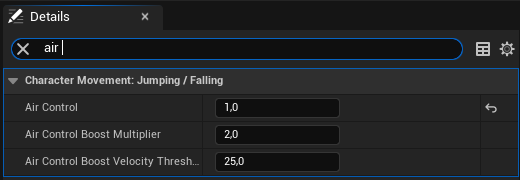 Details
air
Character Movement: Jumping / Falling
Air Control 1,0
Air Control Boost Multiplier 2,0
Air Control Boost Velocity Thresh... 25,0